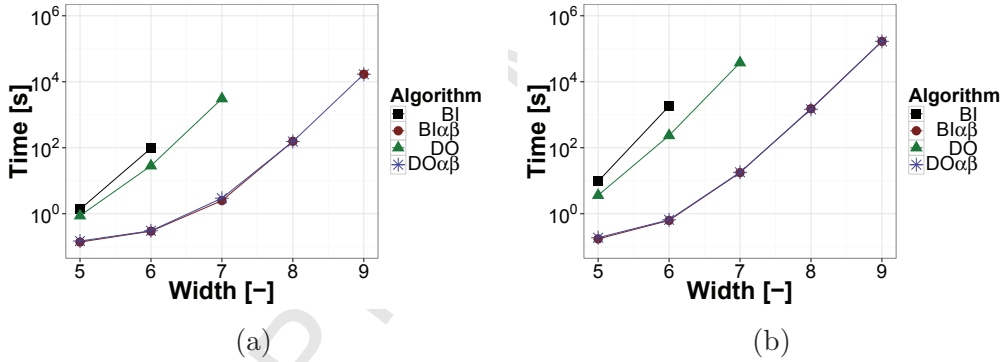 10^6
10^4
10^2
10^0
Time [s]
5 6 7 8 9
Width [−]
Algorithm
BI
BIαβ
DO
DOαβ
(a)
10^6
10^4
10^2
10^0
Time [s]
5 6 7 8 9
Width [−]
Algorithm
BI
BIαβ
DO
DOαβ
(b)